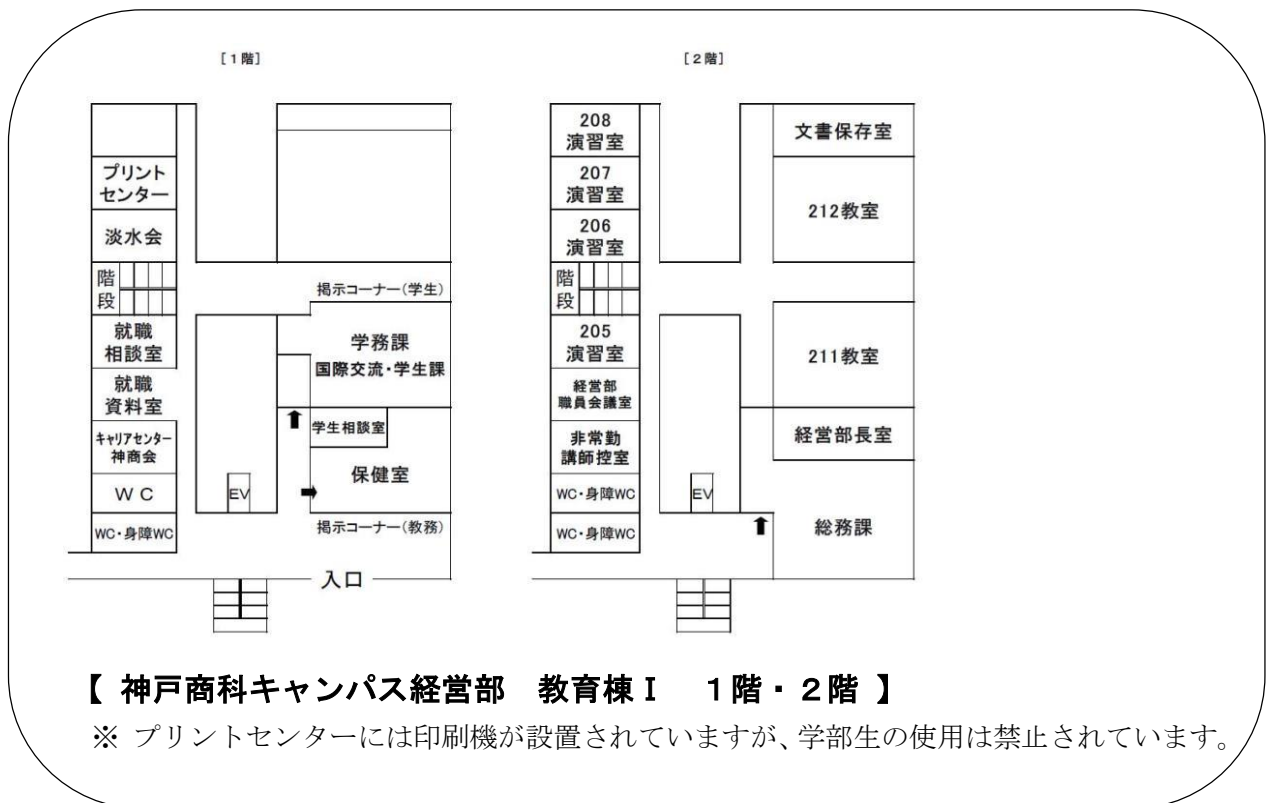 [1階]
プリント
センター
淡水会
階
段
就職
相談室
就職
資料室
キャリアセンター
神商会
WC
WC・身障WC
EV
掲示コーナー(学生)
学務課
国際交流・学生課
学生相談室
保健室
掲示コーナー(教務)
入口
[2階]
208
演習室
207
演習室
206
演習室
階
段
205
演習室
経営部
職員会議室
非常勤
講師控室
WC・身障WC
WC・身障WC
EV
文書保存室
212教室
211教室
経営部長室
総務課
【 神戸商科キャンパス経営部 教育棟Ⅰ 1階・2階 】
※ プリントセンターには印刷機が設置されていますが、学部生の使用は禁止されています。